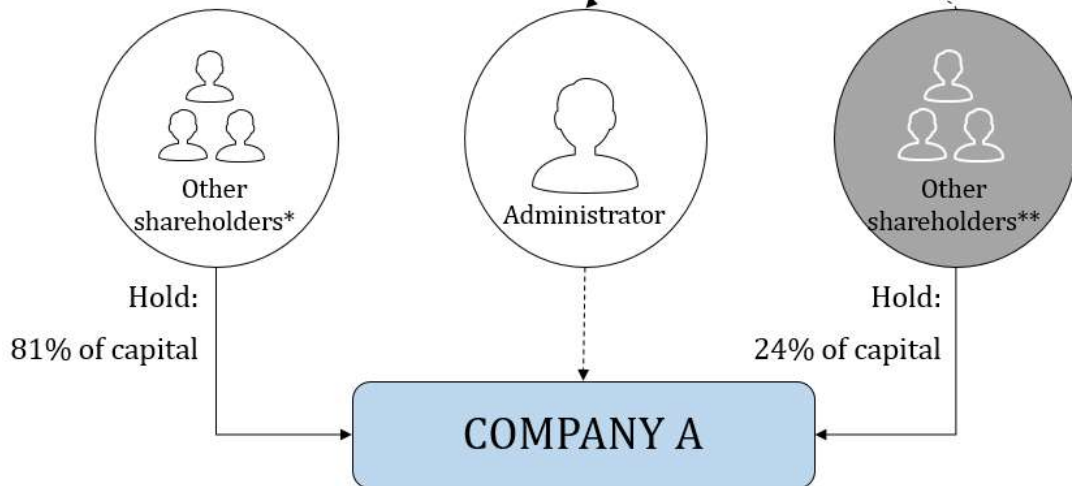 Other
shareholders*
Administrator
Other
shareholders**
Hold:
81% of capital
Hold:
24% of capital
COMPANY A